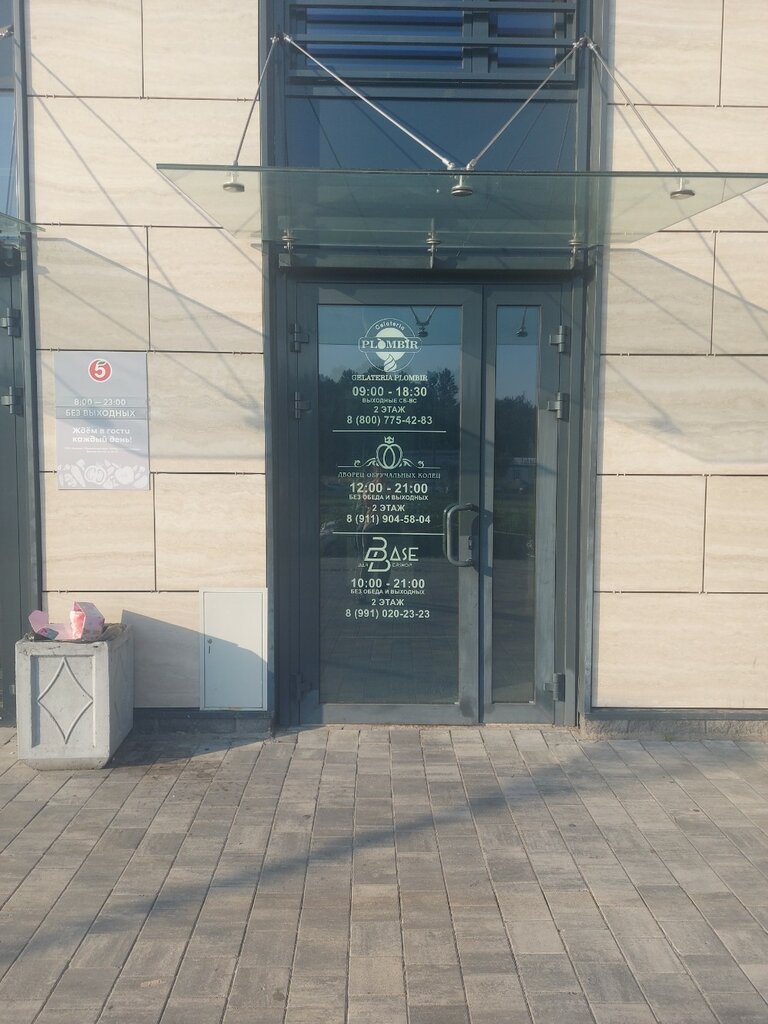 5
8:00 — 23:00
БЕЗ ВЫХОДНЫХ
Ждём в гости
каждый день!
Gelateria
PLOMBIR
GELATERIA PLOMBIR
09:00 - 18:30
ВЫХОДНЫЕ СБ-ВС
2 ЭТАЖ
8 (800) 775-42-83
ДВОРЕЦ ОБРУЧАЛЬНЫХ КОЛЕЦ
12:00 - 21:00
БЕЗ ОБЕДА И ВЫХОДНЫХ
2 ЭТАЖ
8 (911) 904-58-04
BASE
10:00 - 21:00
БЕЗ ОБЕДА И ВЫХОДНЫХ
2 ЭТАЖ
8 (991) 020-23-23